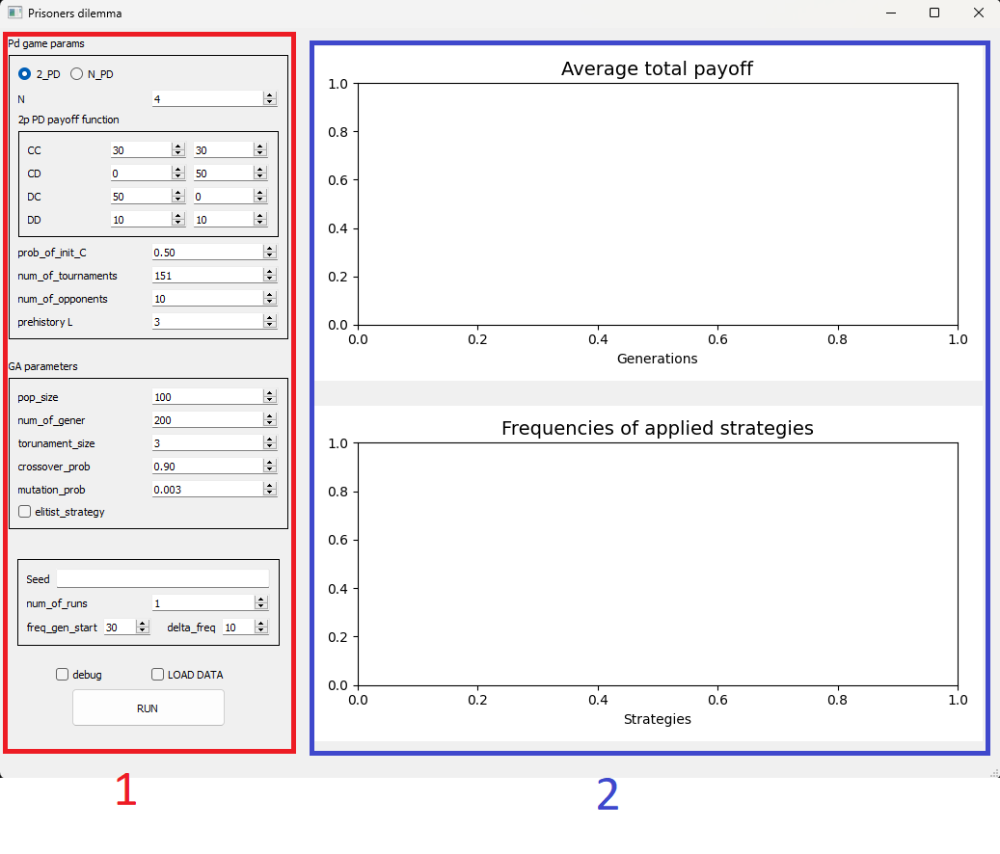 Prisoners dilemma
Pd game params
2_PD N_PD
N 4
2p PD payoff function
CC 30 30
CD 0 50
DC 50 0
DD 10 10
prob_of_init_C 0.50
num_of_tournaments 151
num_of_opponents 10
prehistory L 3
GA parameters
pop_size 100
num_of_gener 200
torunament_size 3
crossover_prob 0.90
mutation_prob 0.003
elitist_strategy
Seed
num_of_runs 1
freq_gen_start 30 delta_freq 10
debug LOAD DATA
RUN
1
Average total payoff
1.0
0.8
0.6
0.4
0.2
0.0
0.0 0.2 0.4 0.6 0.8 1.0
Generations
Frequencies of applied strategies
1.0
0.8
0.6
0.4
0.2
0.0
0.0 0.2 0.4 0.6 0.8 1.0
Strategies
2